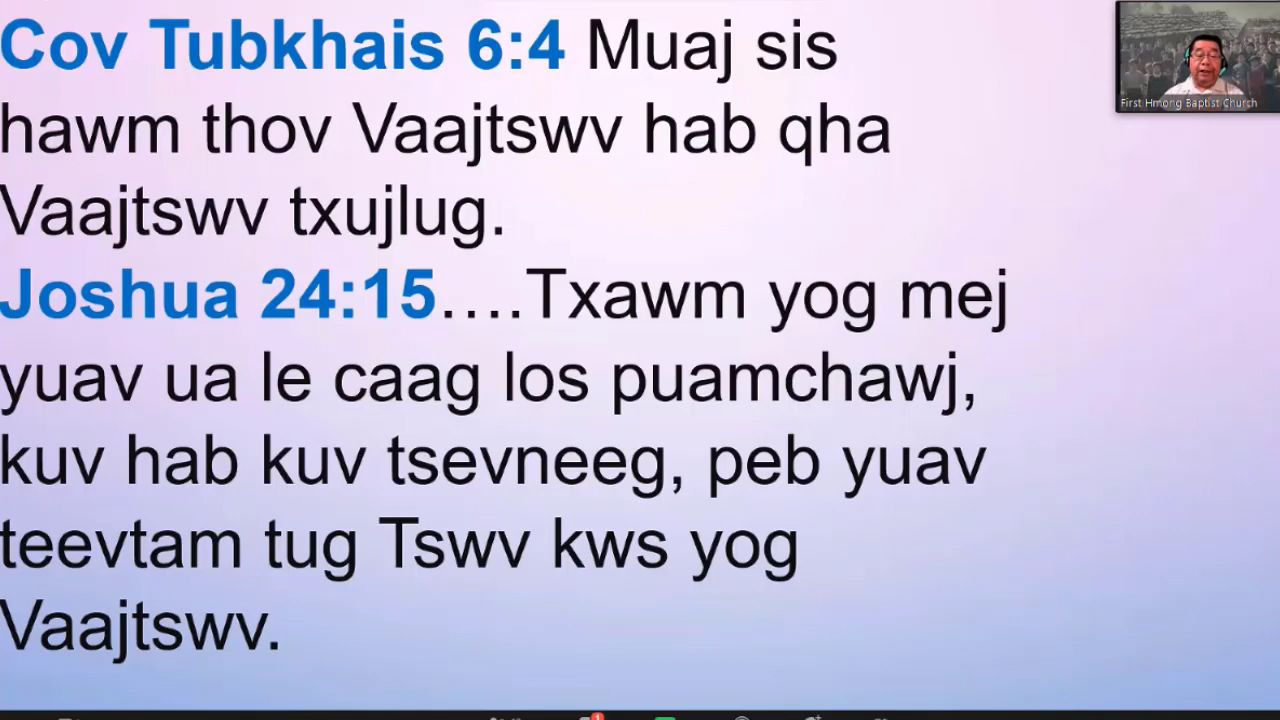 Cov Tubkhais 6:4 Muaj sis
hawm thov Vaajtswv hab qha
Vaajtswv txujlug.
Joshua 24:15....Txawm yog mej
yuav ua le caag los puamchawj,
kuv hab kuv tsevneeg, peb yuav
teevtam tug Tswv kws yog
Vaajtswv.
First Hmong Baptist Church